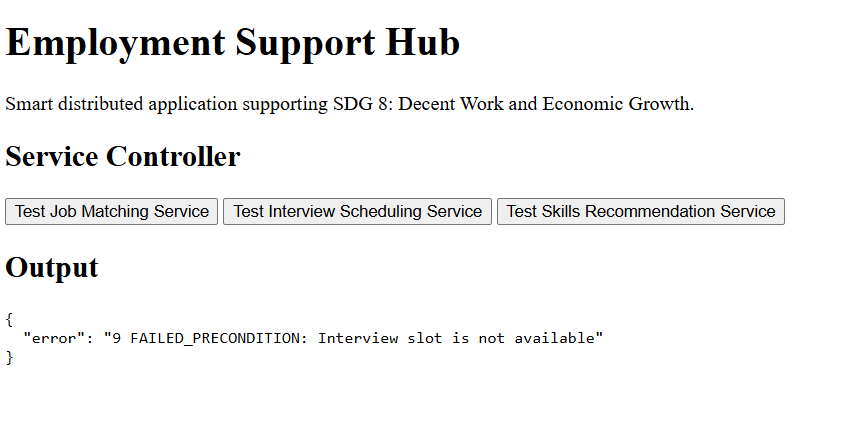 Employment Support Hub
Smart distributed application supporting SDG 8: Decent Work and Economic Growth.
Service Controller
Test Job Matching Service Test Interview Scheduling Service Test Skills Recommendation Service
Output
{
  "error": "9 FAILED_PRECONDITION: Interview slot is not available"
}